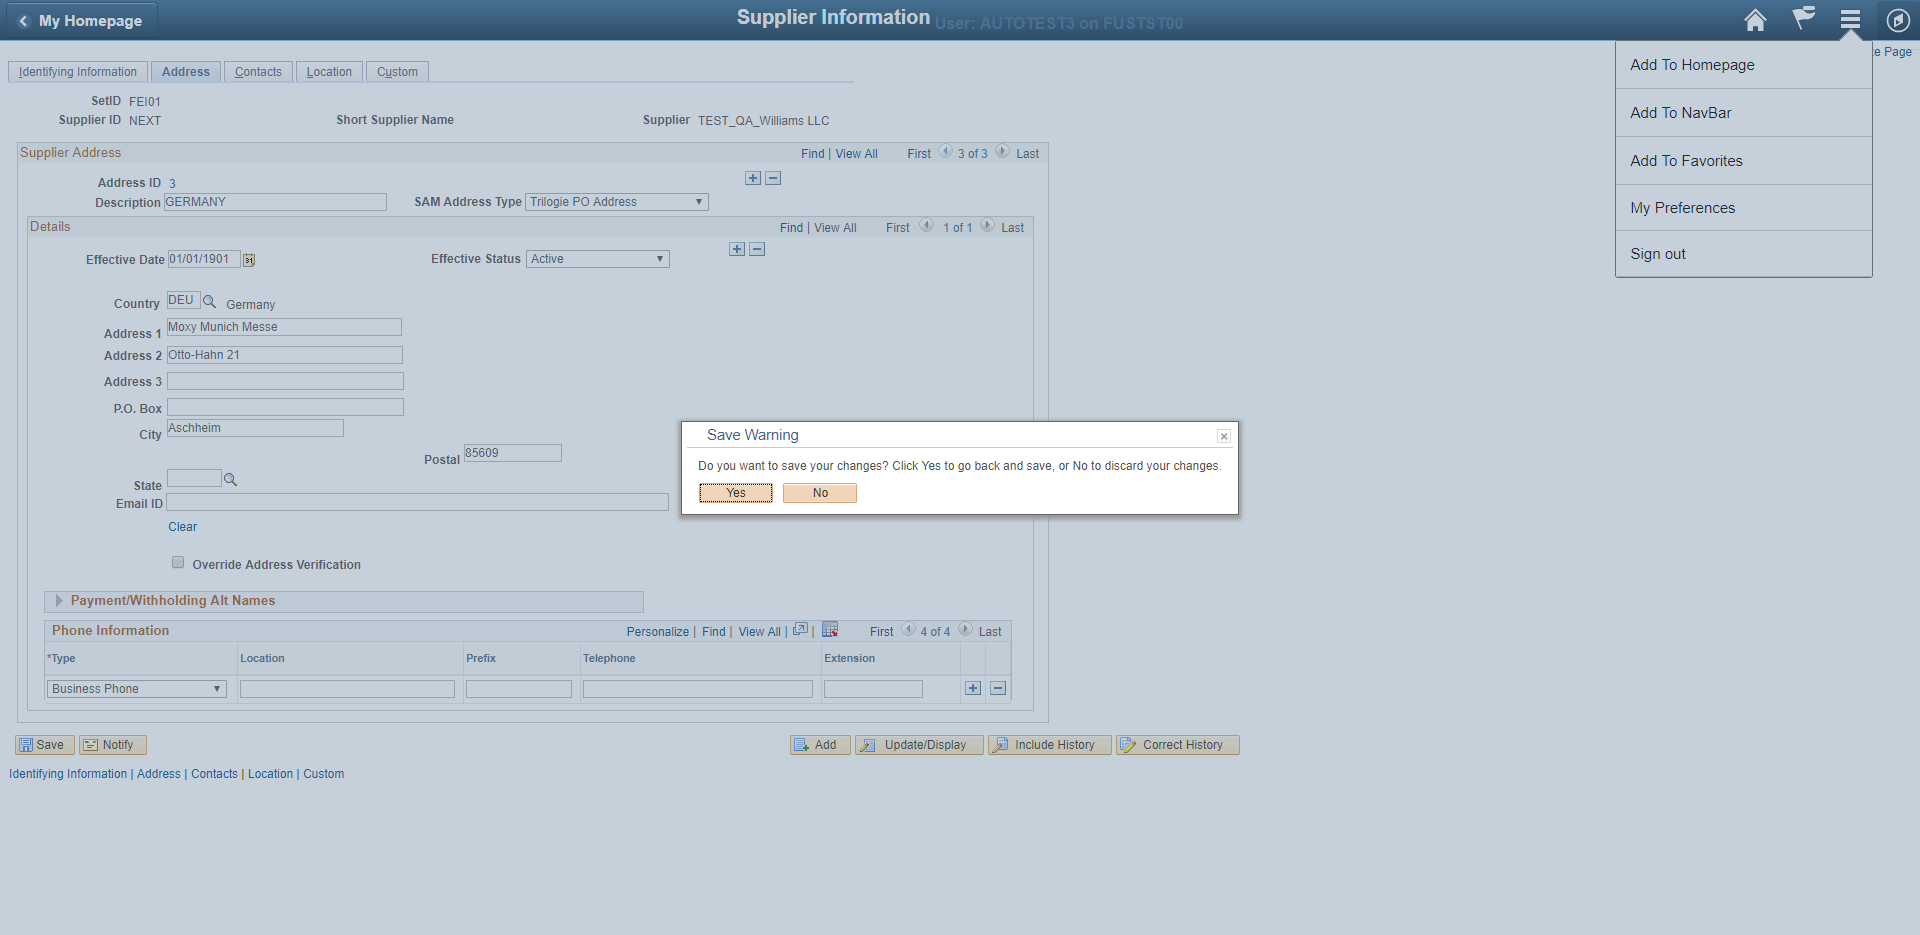 My Homepage
Supplier Information User: AUTOTEST3 on FUSTST00
e Page
Add To Homepage
Add To NavBar
Add To Favorites
My Preferences
Sign out
Identifying Information Address Contacts Location Custom
SetID FEI01
Supplier ID NEXT Short Supplier Name Supplier TEST_QA_Williams LLC
Supplier Address Find | View All First 3 of 3 Last
Address ID 3
Description GERMANY SAM Address Type Trilogie PO Address
Details Find | View All First 1 of 1 Last
Effective Date 01/01/1901 31 Effective Status Active
Country DEU Germany
Address 1 Moxy Munich Messe
Address 2 Otto-Hahn 21
Address 3
P.O. Box
City Aschheim
Postal 85609
State
Email ID
Clear
Override Address Verification
Save Warning
Do you want to save your changes? Click Yes to go back and save, or No to discard your changes.
Yes No
Payment/Withholding Alt Names
Phone Information Personalize | Find | View All | | First 4 of 4 Last
*Type Location Prefix Telephone Extension
Business Phone
Save Notify Add Update/Display Include History Correct History
Identifying Information | Address | Contacts | Location | Custom